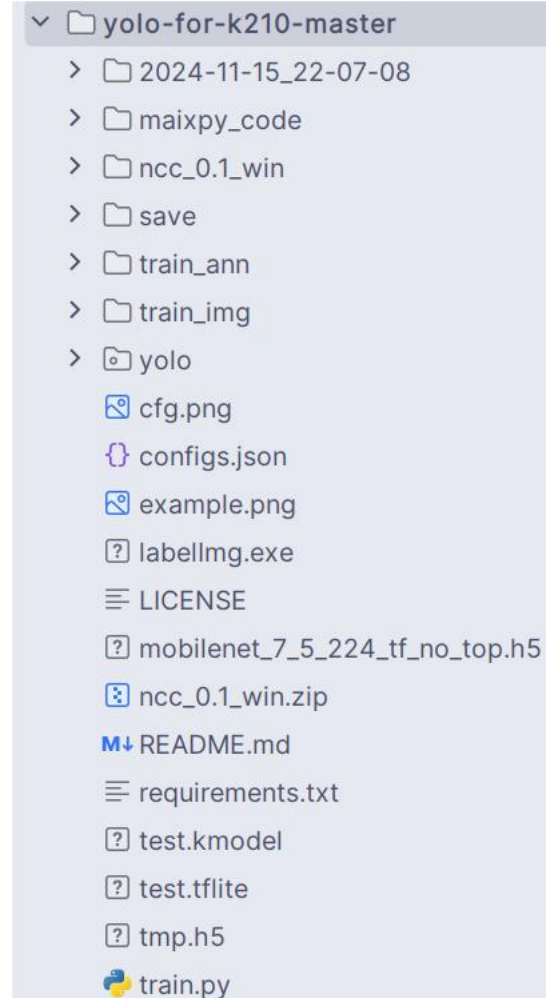 yolo-for-k210-master
2024-11-15_22-07-08
maixpy_code
ncc_0.1_win
save
train_ann
train_img
yolo
cfg.png
{} configs.json
example.png
? labelImg.exe
LICENSE
? mobilenet_7_5_224_tf_no_top.h5
ncc_0.1_win.zip
M↓ README.md
requirements.txt
? test.kmodel
? test.tflite
? tmp.h5
train.py